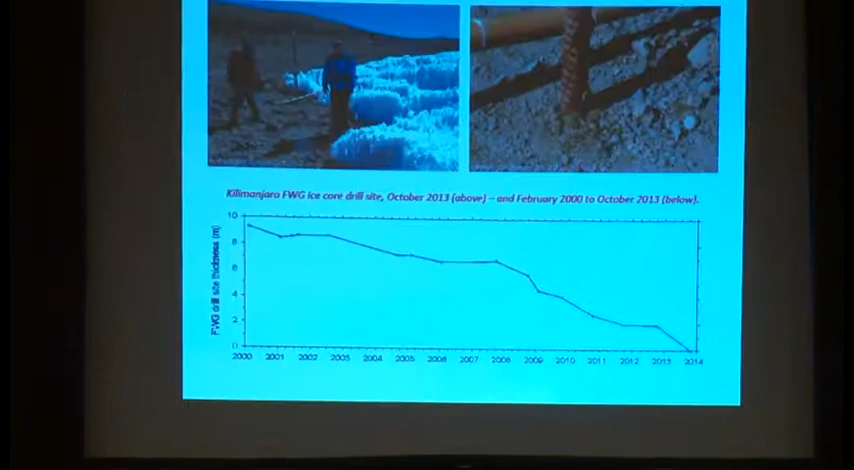 Kilimanjaro FWG ice core drill site, October 2013 (above) – and February 2000 to October 2013 (below).
FWG drill site thickness (m)
10
8
6
4
2
0
2000 2001 2002 2003 2004 2005 2006 2007 2008 2009 2010 2011 2012 2013 2014